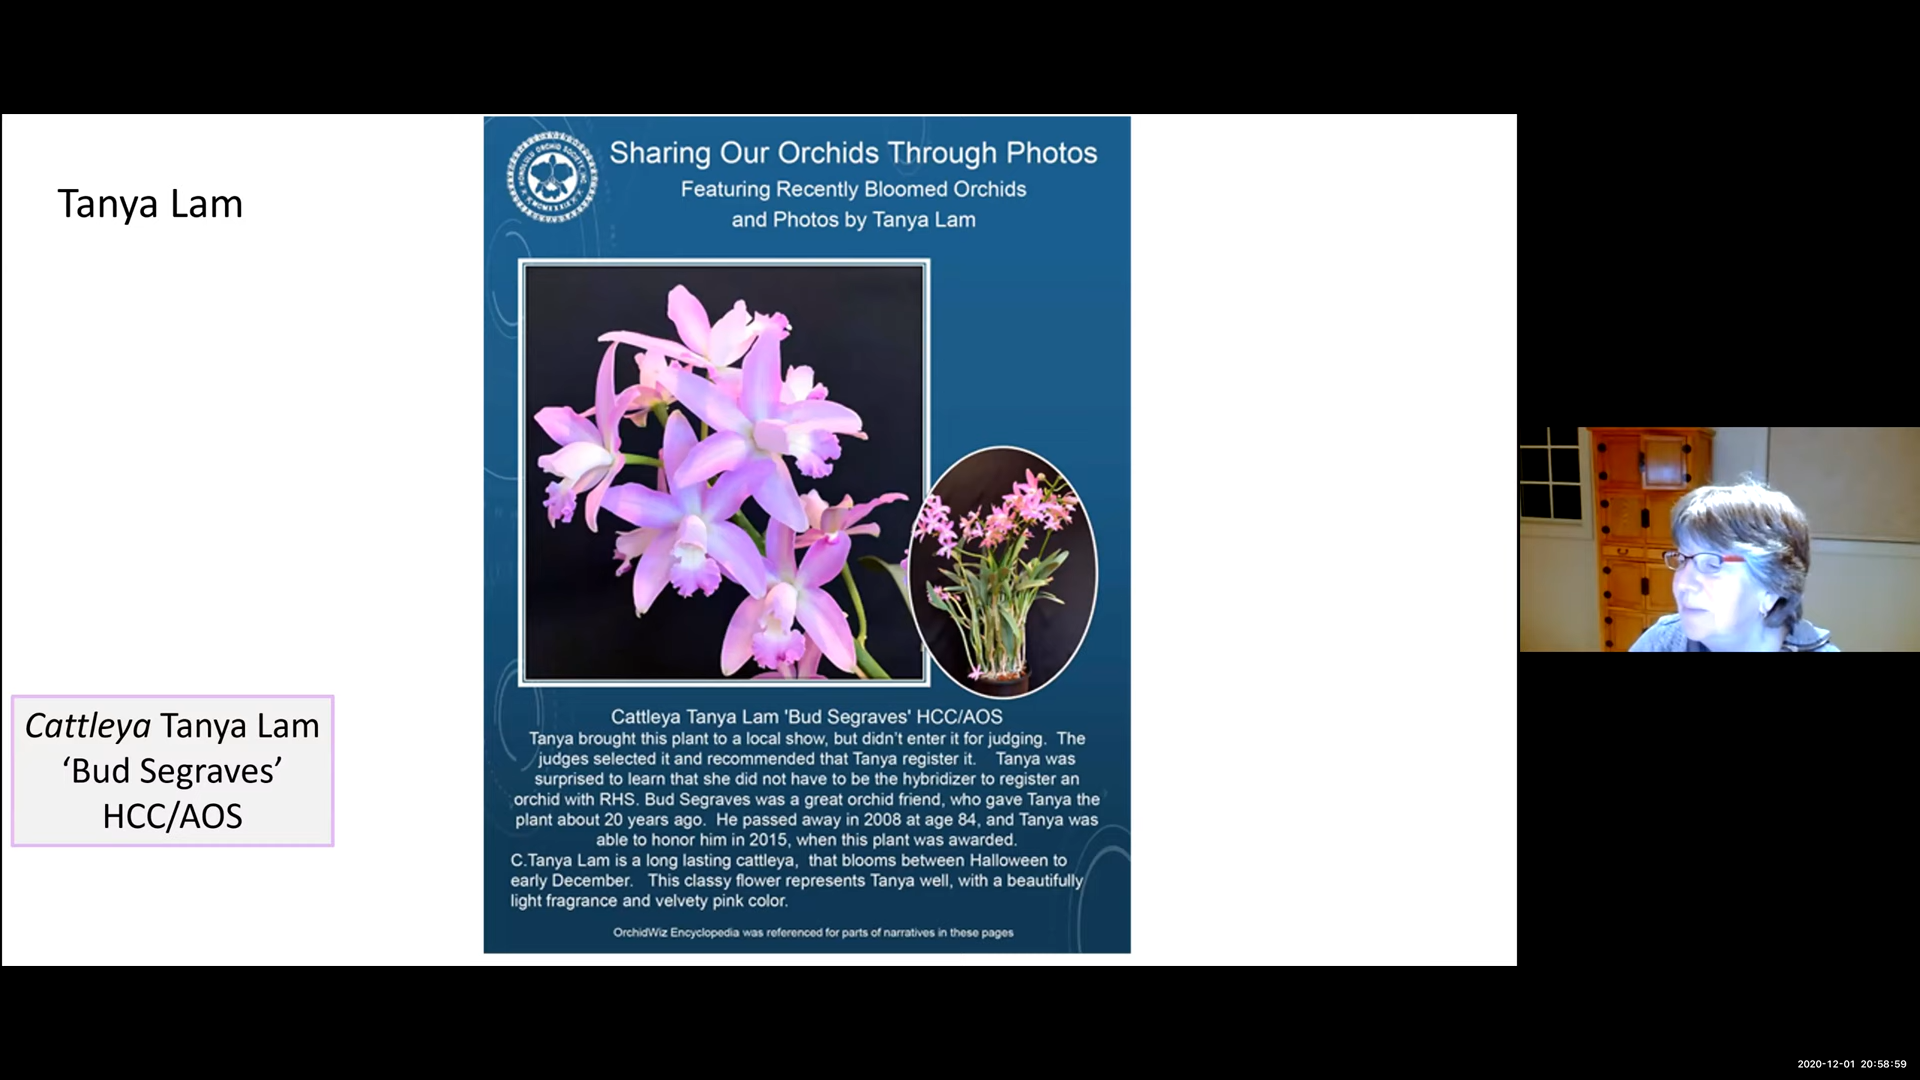 Tanya Lam
HONOLULU ORCHID SOCIETY, INC.
MCMXXXIX
Sharing Our Orchids Through Photos
Featuring Recently Bloomed Orchids
and Photos by Tanya Lam
Cattleya Tanya Lam
‘Bud Segraves’
HCC/AOS
Cattleya Tanya Lam 'Bud Segraves' HCC/AOS
Tanya brought this plant to a local show, but didn’t enter it for judging. The
judges selected it and recommended that Tanya register it. Tanya was
surprised to learn that she did not have to be the hybridizer to register an
orchid with RHS. Bud Segraves was a great orchid friend, who gave Tanya the
plant about 20 years ago. He passed away in 2008 at age 84, and Tanya was
able to honor him in 2015, when this plant was awarded.
C.Tanya Lam is a long lasting cattleya, that blooms between Halloween to
early December. This classy flower represents Tanya well, with a beautifully
light fragrance and velvety pink color.
OrchidWiz Encyclopedia was referenced for parts of narratives in these pages
2020-12-01 20:58:59